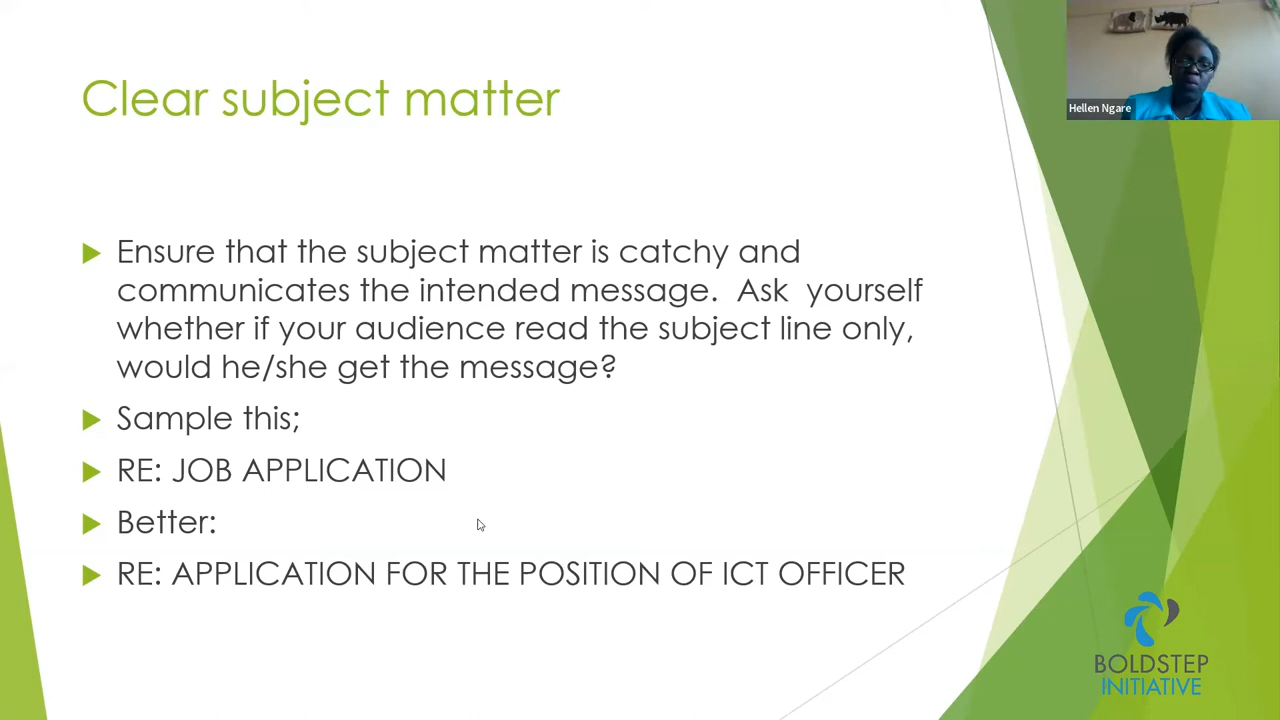 Clear subject matter
Hellen Ngare
Ensure that the subject matter is catchy and
communicates the intended message.  Ask  yourself
whether if your audience read the subject line only,
would he/she get the message?
Sample this;
RE: JOB APPLICATION
Better:
RE: APPLICATION FOR THE POSITION OF ICT OFFICER
BOLDSTEP
INITIATIVE